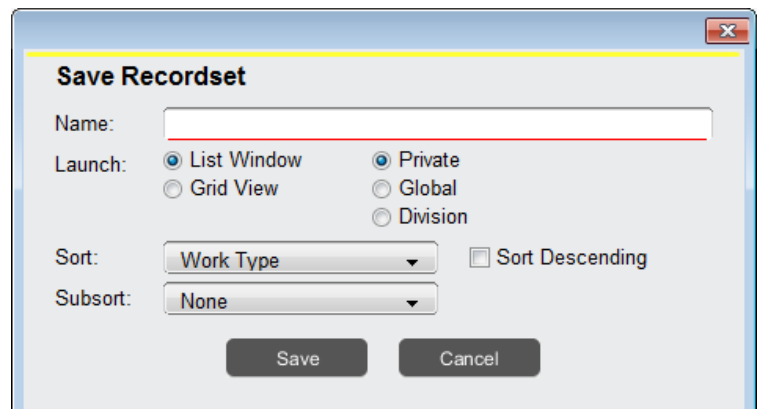 Save Recordset
Name:
Launch: List Window Private
Grid View Global
Division
Sort: Work Type Sort Descending
Subsort: None
Save Cancel